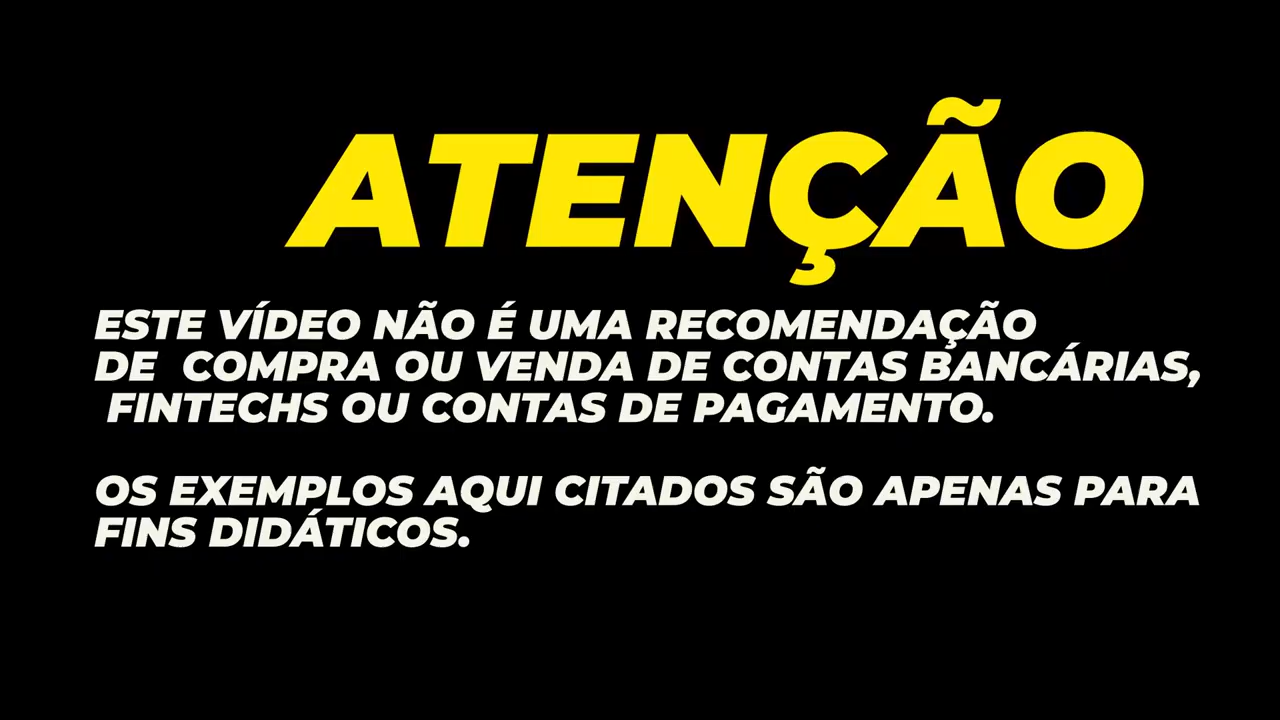 ATENÇÃO
ESTE VÍDEO NÃO É UMA RECOMENDAÇÃO
DE COMPRA OU VENDA DE CONTAS BANCÁRIAS,
FINTECHS OU CONTAS DE PAGAMENTO.
OS EXEMPLOS AQUI CITADOS SÃO APENAS PARA
FINS DIDÁTICOS.